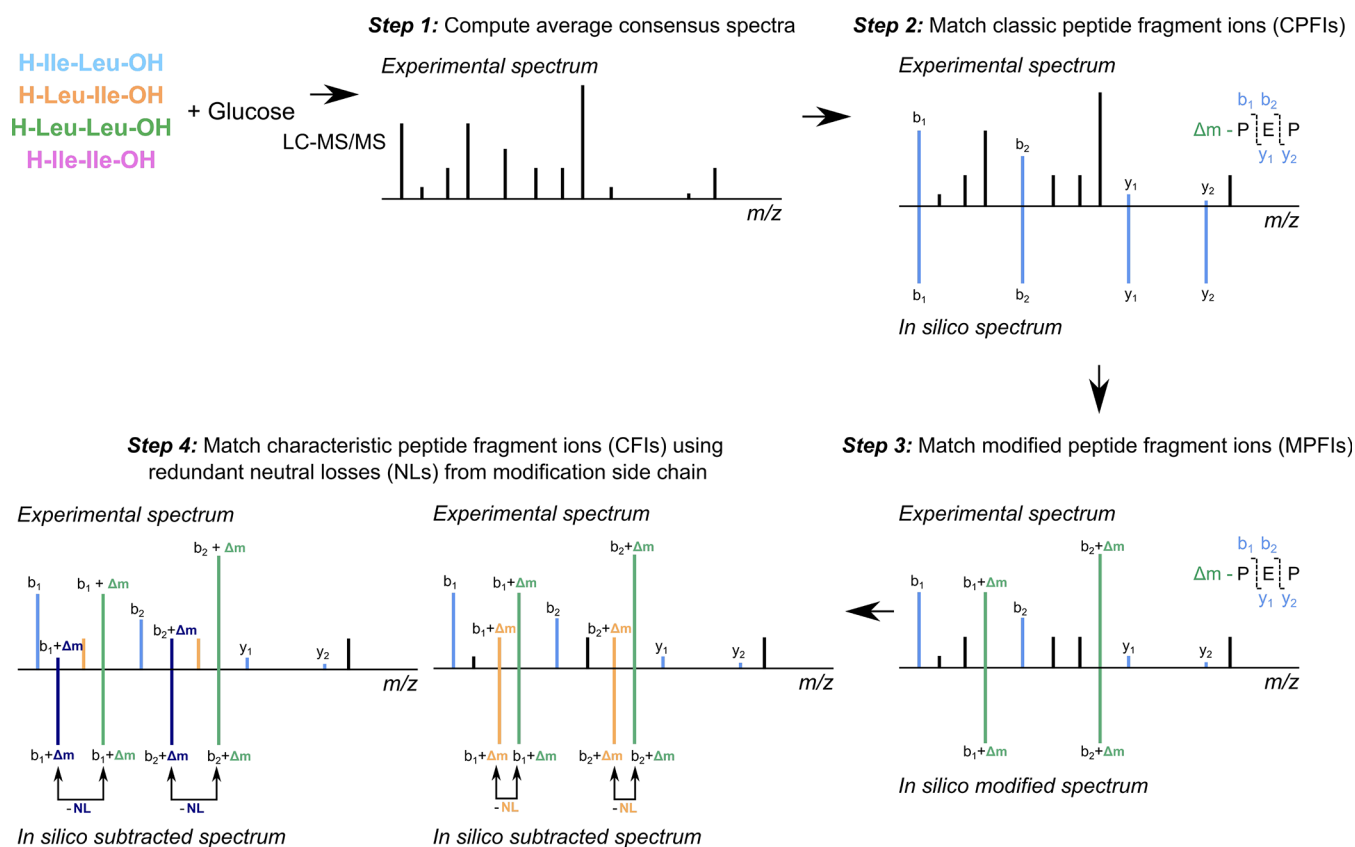 Step 1: Compute average consensus spectra
Step 2: Match classic peptide fragment ions (CPFIs)
H-Ile-Leu-OH
H-Leu-Ile-OH
H-Leu-Leu-OH
H-Ile-Ile-OH
+ Glucose
LC-MS/MS
Experimental spectrum
m/z
Experimental spectrum
b₁
b₂
y₁
y₂
m/z
b₁ b₂
Δm - P E P
y₁ y₂
b₁
b₂
y₁
y₂
In silico spectrum
Step 4: Match characteristic peptide fragment ions (CFIs) using
redundant neutral losses (NLs) from modification side chain
Step 3: Match modified peptide fragment ions (MPFIs)
Experimental spectrum
b₂ + Δm
b₁
b₁ + Δm
b₂
b₂+Δm
b₁+Δm
y₁
y₂
m/z
b₁+Δm
b₁+Δm
b₂+Δm
b₂+Δm
-NL
-NL
In silico subtracted spectrum
Experimental spectrum
b₂+Δm
b₁
b₁+Δm
b₂
b₁+Δm
b₂+Δm
y₁
y₂
m/z
b₁+Δm
b₁+Δm
b₂+Δm
b₂+Δm
-NL
-NL
In silico subtracted spectrum
Experimental spectrum
b₂+Δm
b₁
b₁+Δm
b₂
y₁
y₂
m/z
b₁ b₂
Δm - P E P
y₁ y₂
b₁+Δm
b₂+Δm
In silico modified spectrum